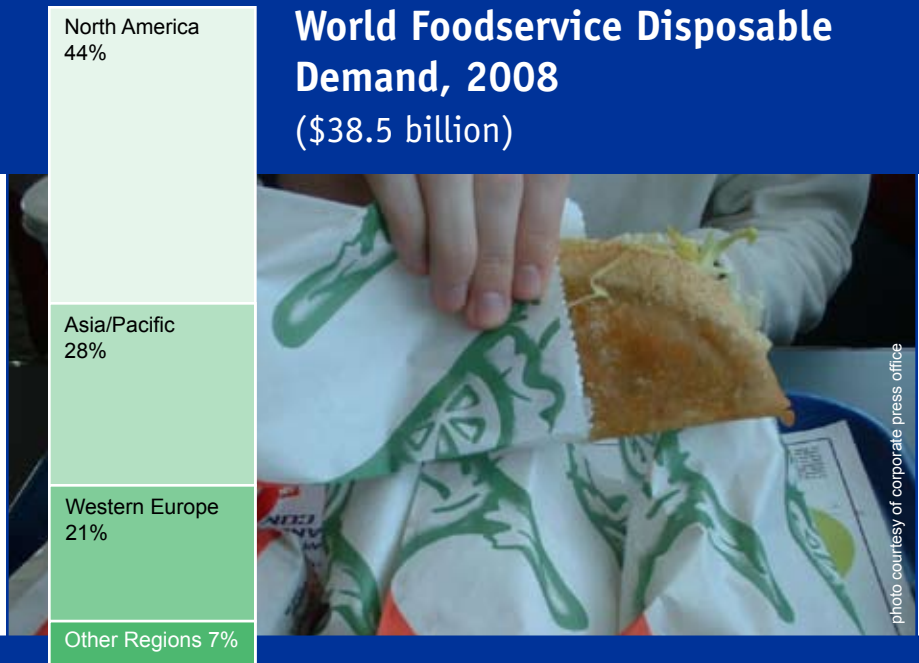 World Foodservice Disposable
Demand, 2008
($38.5 billion)
North America
44%
Asia/Pacific
28%
Western Europe
21%
Other Regions 7%
photo courtesy of corporate press office